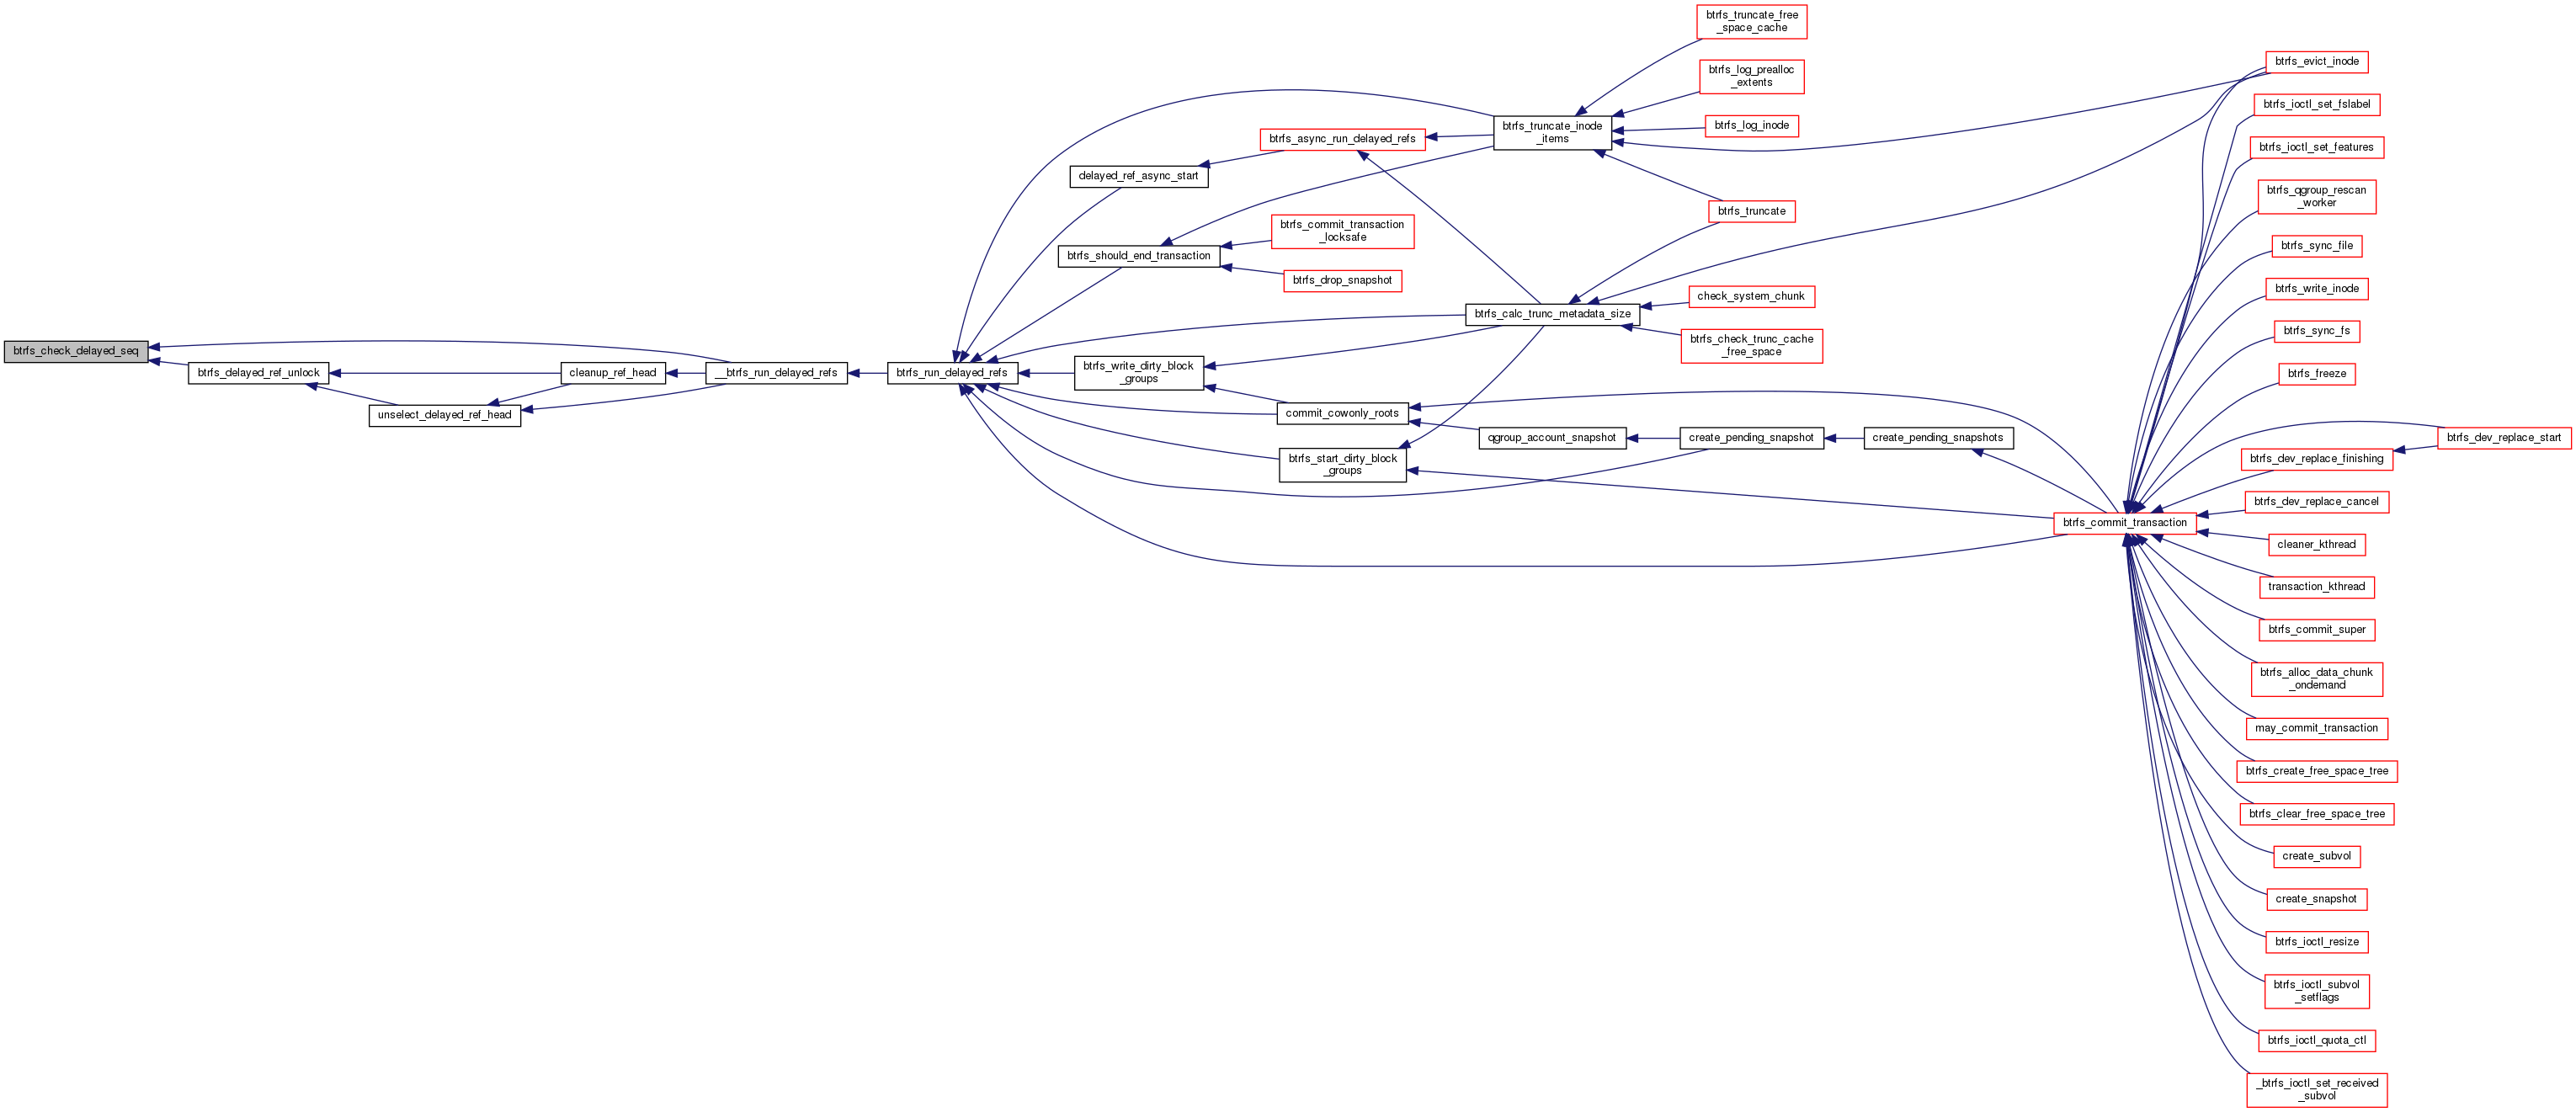 btrfs_check_delayed_seq
btrfs_delayed_ref_unlock
unselect_delayed_ref_head
cleanup_ref_head
__btrfs_run_delayed_refs
btrfs_run_delayed_refs
delayed_ref_async_start
btrfs_should_end_transaction
btrfs_write_dirty_block
_groups
btrfs_async_run_delayed_refs
btrfs_commit_transaction
_locksafe
btrfs_drop_snapshot
commit_cowonly_roots
btrfs_start_dirty_block
_groups
btrfs_truncate_inode
_items
btrfs_calc_trunc_metadata_size
qgroup_account_snapshot
btrfs_truncate_free
_space_cache
btrfs_log_prealloc
_extents
btrfs_log_inode
btrfs_truncate
check_system_chunk
btrfs_check_trunc_cache
_free_space
create_pending_snapshot
create_pending_snapshots
btrfs_commit_transaction
btrfs_evict_inode
btrfs_ioctl_set_fslabel
btrfs_ioctl_set_features
btrfs_qgroup_rescan
_worker
btrfs_sync_file
btrfs_write_inode
btrfs_sync_fs
btrfs_freeze
btrfs_dev_replace_finishing
btrfs_dev_replace_start
btrfs_dev_replace_cancel
cleaner_kthread
transaction_kthread
btrfs_commit_super
btrfs_alloc_data_chunk
_ondemand
may_commit_transaction
btrfs_create_free_space_tree
btrfs_clear_free_space_tree
create_subvol
create_snapshot
btrfs_ioctl_resize
btrfs_ioctl_subvol
_setflags
btrfs_ioctl_quota_ctl
_btrfs_ioctl_set_received
_subvol